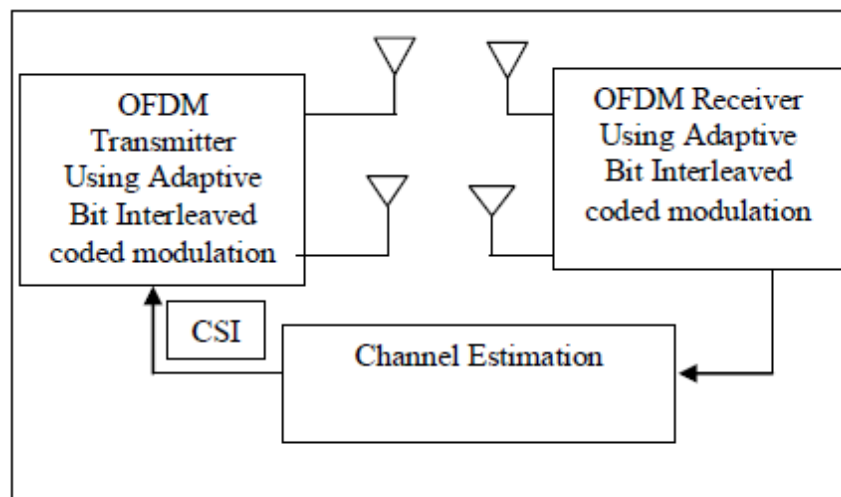 OFDM
Transmitter
Using Adaptive
Bit Interleaved
coded modulation
OFDM Receiver
Using Adaptive
Bit Interleaved
coded modulation
CSI
Channel Estimation